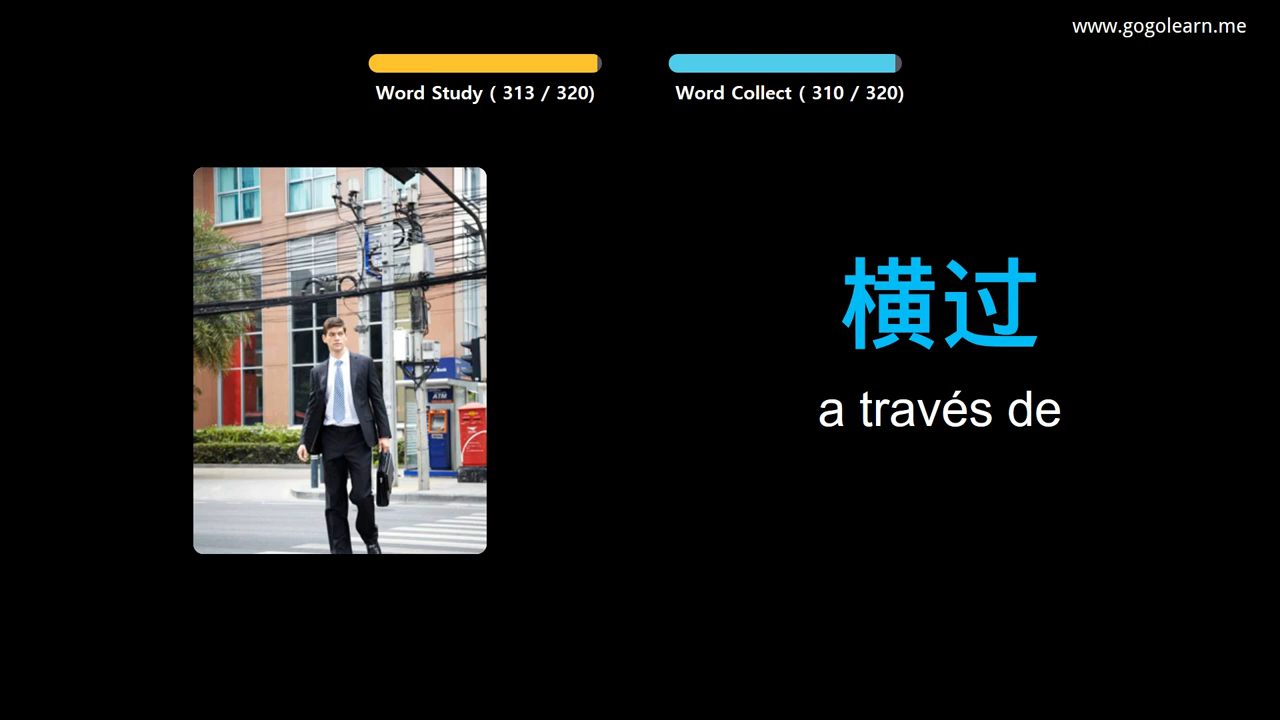 www.gogolearn.me
Word Study ( 313 / 320)
Word Collect ( 310 / 320)
横过
a través de
ATM